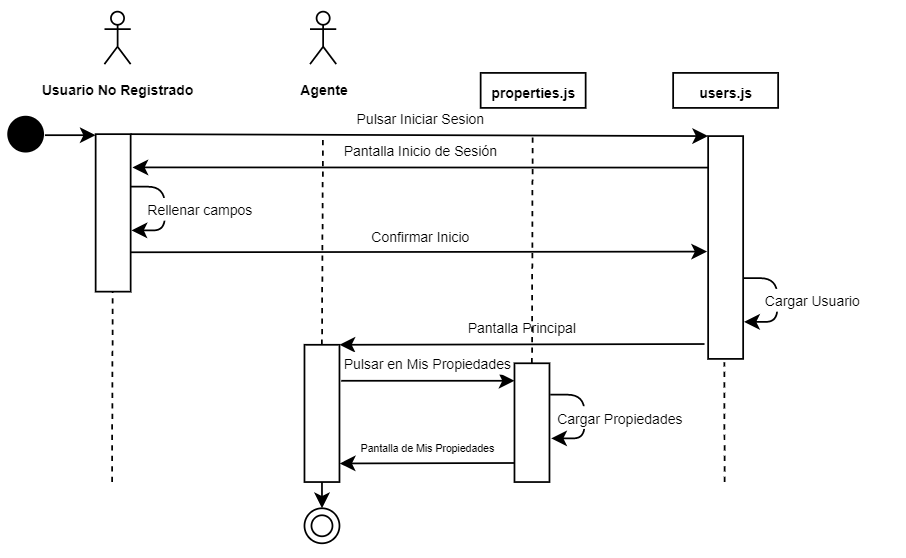 Usuario No Registrado
Agente
properties.js
users.js
Pulsar Iniciar Sesion
Pantalla Inicio de Sesión
Rellenar campos
Confirmar Inicio
Cargar Usuario
Pantalla Principal
Pulsar en Mis Propiedades
Cargar Propiedades
Pantalla de Mis Propiedades